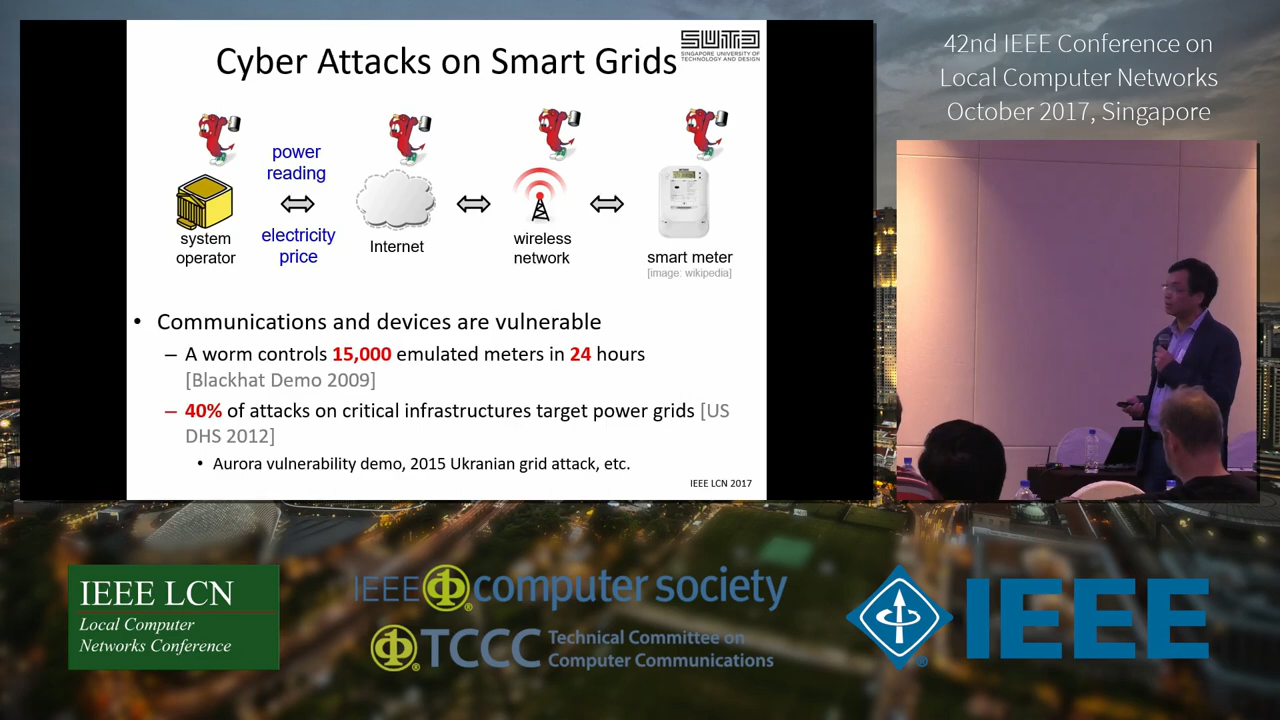 Cyber Attacks on Smart Grids
SUTD
SINGAPORE UNIVERSITY OF
TECHNOLOGY AND DESIGN
power
reading
electricity
price
system
operator
Internet
wireless
network
smart meter
[image: wikipedia]
• Communications and devices are vulnerable
– A worm controls 15,000 emulated meters in 24 hours
[Blackhat Demo 2009]
– 40% of attacks on critical infrastructures target power grids [US
DHS 2012]
• Aurora vulnerability demo, 2015 Ukranian grid attack, etc.
IEEE LCN 2017
42nd IEEE Conference on
Local Computer Networks
October 2017, Singapore
IEEE LCN
Local Computer
Networks Conference
IEEE computer society
TCCC Technical Committee on
Computer Communications
IEEE